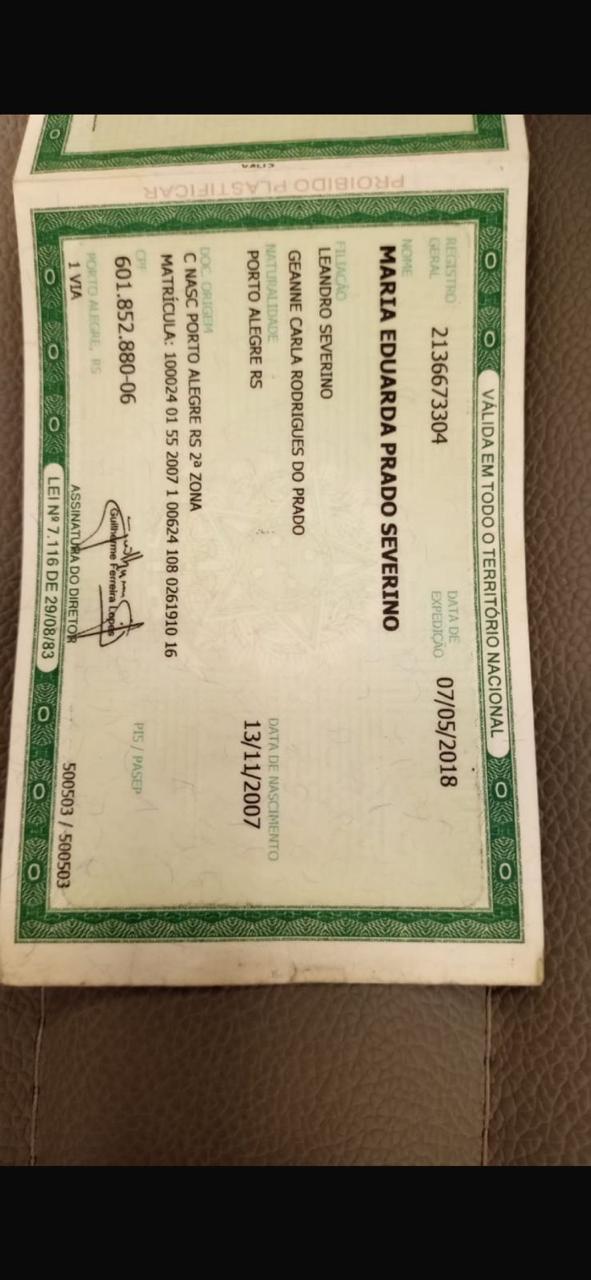 VÁLIDA EM TODO O TERRITÓRIO NACIONAL
REGISTRO GERAL 2136673304 DATA DE EXPEDIÇÃO 07/05/2018
NOME
MARIA EDUARDA PRADO SEVERINO
FILIAÇÃO
LEANDRO SEVERINO
GEANNE CARLA RODRIGUES DO PRADO
NATURALIDADE DATA DE NASCIMENTO
PORTO ALEGRE RS 13/11/2007
DOC. ORIGEM
C NASC PORTO ALEGRE RS 2ª ZONA
MATRÍCULA: 100024 01 55 2007 1 00624 108 0261910 16
CPF PIS / PASEP
601.852.880-06
Guilherme Ferreira Lopes
PORTO ALEGRE, RS
1 VIA ASSINATURA DO DIRETOR 500503 / 500503
LEI Nº 7.116 DE 29/08/83
PROIBIDO PLASTIFICAR